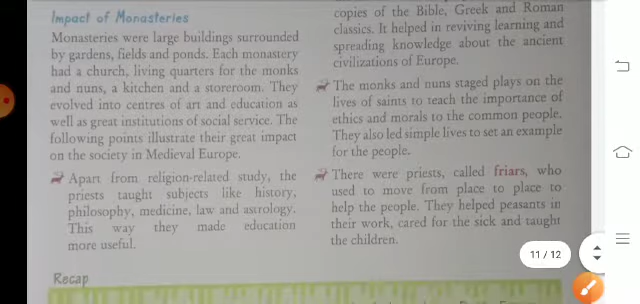 Impact of Monasteries
Monasteries were large buildings surrounded
by gardens, fields and ponds. Each monastery
had a church, living quarters for the monks
and nuns, a kitchen and a storeroom. They
evolved into centres of art and education as
well as great institutions of social service. The
following points illustrate their great impact
on the society in Medieval Europe.
Apart from religion-related study, the
priests taught subjects like history,
philosophy, medicine, law and astrology.
This way they made education
more useful.
Recap
copies of the Bible, Greek and Roman
classics. It helped in reviving learning and
spreading knowledge about the ancient
civilizations of Europe.
The monks and nuns staged plays on the
lives of saints to teach the importance of
ethics and morals to the common people.
They also led simple lives to set an example
for the people.
There were priests, called friars, who
used to move from place to place to
help the people. They helped peasants in
their work, cared for the sick and taught
the children.
11 / 12